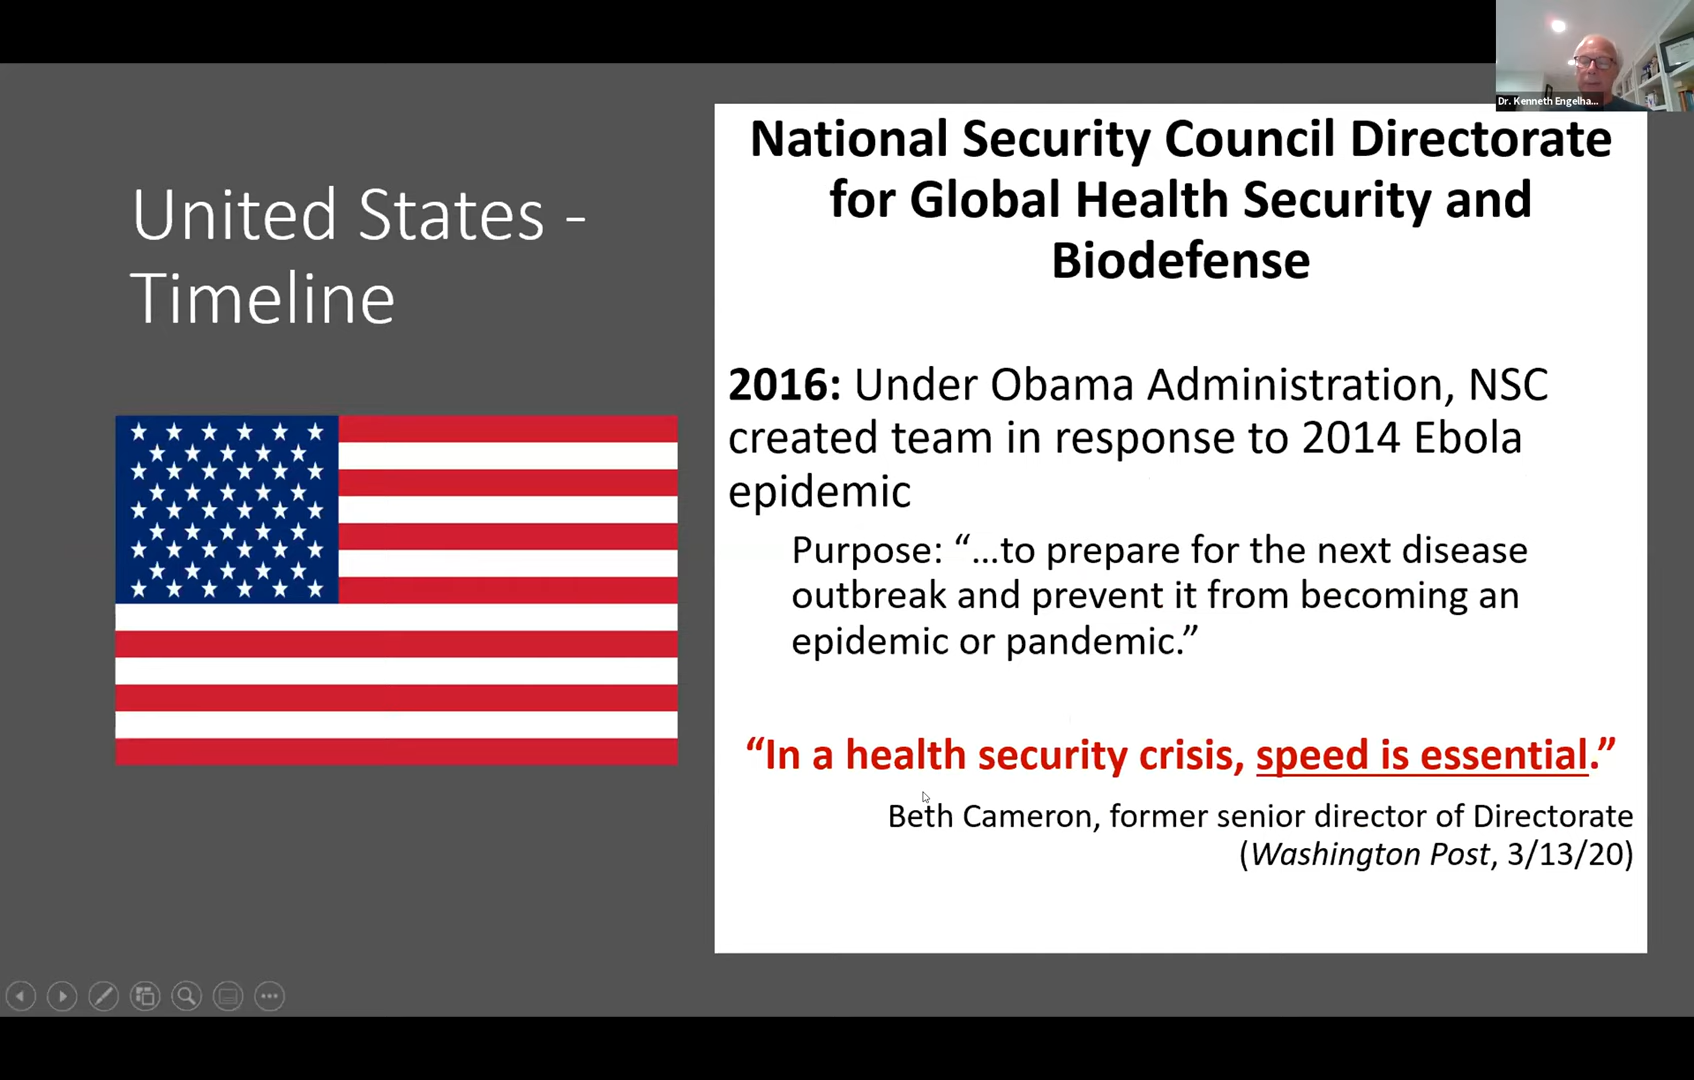 Dr. Kenneth Engelha...
United States -
Timeline
National Security Council Directorate
for Global Health Security and
Biodefense
2016: Under Obama Administration, NSC
created team in response to 2014 Ebola
epidemic
Purpose: “…to prepare for the next disease
outbreak and prevent it from becoming an
epidemic or pandemic.”
“In a health security crisis, speed is essential.”
Beth Cameron, former senior director of Directorate
(Washington Post, 3/13/20)